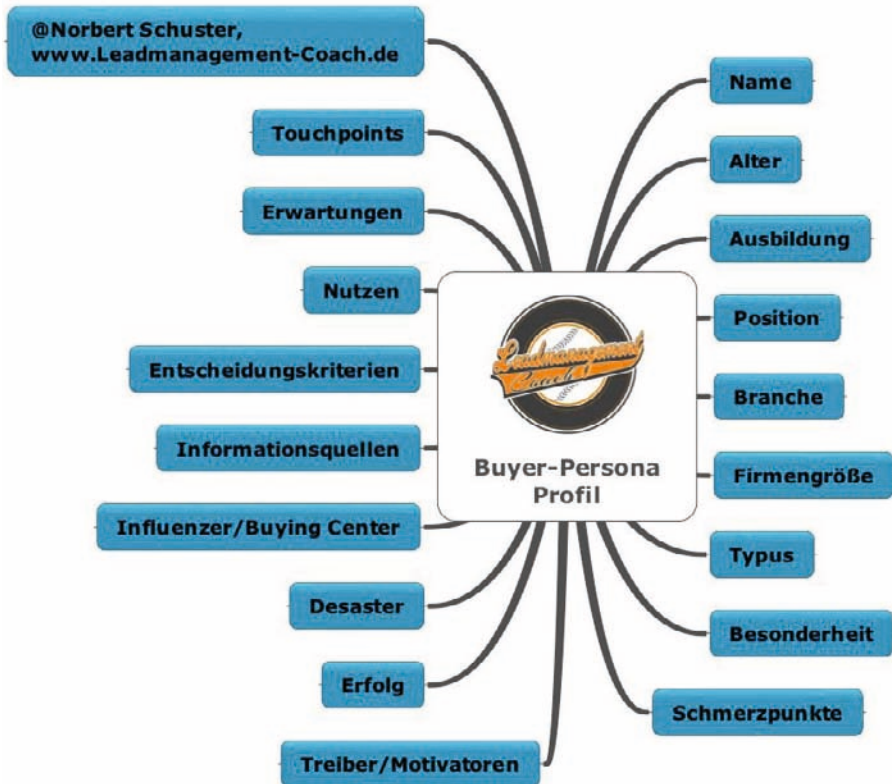 @Norbert Schuster,
www.Leadmanagement-Coach.de
Touchpoints
Erwartungen
Nutzen
Entscheidungskriterien
Informationsquellen
Influenzer/Buying Center
Desaster
Erfolg
Treiber/Motivatoren
Leadmanagement
Coach
Buyer-Persona
Profil
Name
Alter
Ausbildung
Position
Branche
Firmengröße
Typus
Besonderheit
Schmerzpunkte